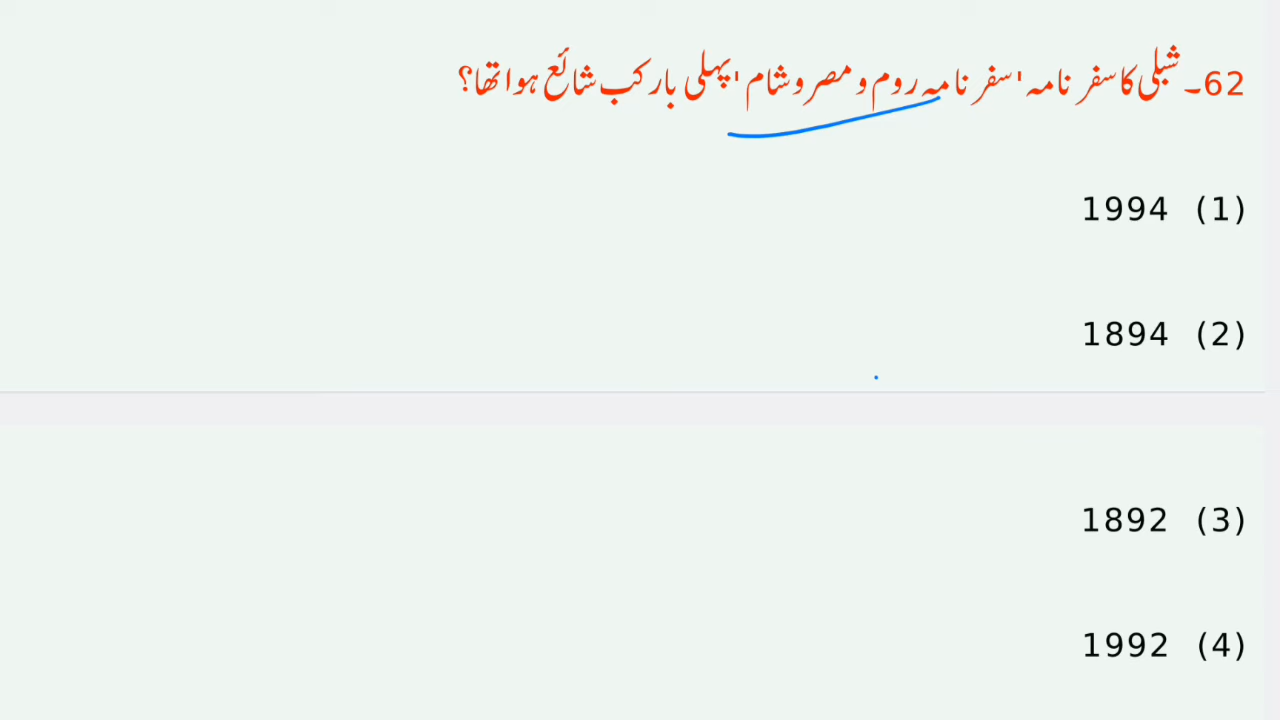 62۔ شبلی کا سفر نامہ 'سفر نامہ روم و مصر و شام' پہلی بار کب شائع ہوا تھا؟
(1) 1994
(2) 1894
(3) 1892
(4) 1992